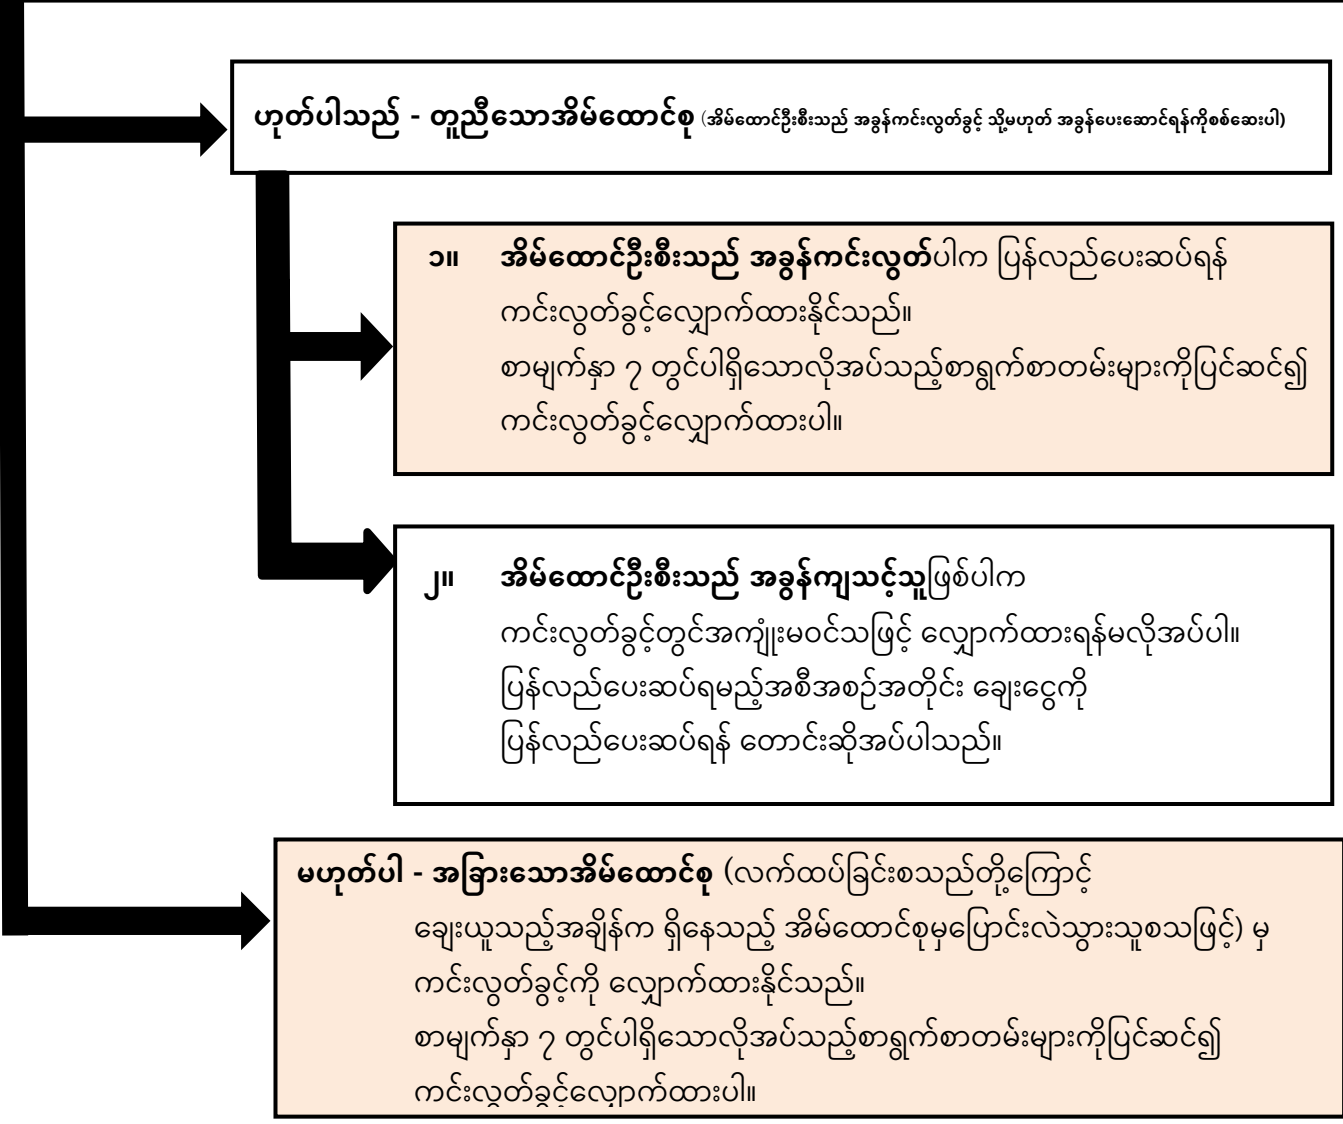 ဟုတ်ပါသည် - တူညီသောအိမ်ထောင်စု (အိမ်ထောင်ဦးစီးသည် အခွန်ကင်းလွတ်ခွင့် သို့မဟုတ် အခွန်ပေးဆောင်ရန်ကိုစစ်ဆေးပါ)
၁။ အိမ်ထောင်ဦးစီးသည် အခွန်ကင်းလွတ်ပါက ပြန်လည်ပေးဆပ်ရန်
ကင်းလွတ်ခွင့်လျှောက်ထားနိုင်သည်။
စာမျက်နှာ ၇ တွင်ပါရှိသောလိုအပ်သည့်စာရွက်စာတမ်းများကိုပြင်ဆင်၍
ကင်းလွတ်ခွင့်လျှောက်ထားပါ။
၂။ အိမ်ထောင်ဦးစီးသည် အခွန်ကျသင့်သူဖြစ်ပါက
ကင်းလွတ်ခွင့်တွင်အကျုံးမဝင်သဖြင့် လျှောက်ထားရန်မလိုအပ်ပါ။
ပြန်လည်ပေးဆပ်ရမည့်အစီအစဉ်အတိုင်း ချေးငွေကို
ပြန်လည်ပေးဆပ်ရန် တောင်းဆိုအပ်ပါသည်။
မဟုတ်ပါ - အခြားသောအိမ်ထောင်စု (လက်ထပ်ခြင်းစသည်တို့ကြောင့်
ချေးယူသည့်အချိန်က ရှိနေသည့် အိမ်ထောင်စုမှပြောင်းလဲသွားသူစသဖြင့်) မှ
ကင်းလွတ်ခွင့်ကို လျှောက်ထားနိုင်သည်။
စာမျက်နှာ ၇ တွင်ပါရှိသောလိုအပ်သည့်စာရွက်စာတမ်းများကိုပြင်ဆင်၍
ကင်းလွတ်ခွင့်လျှောက်ထားပါ။